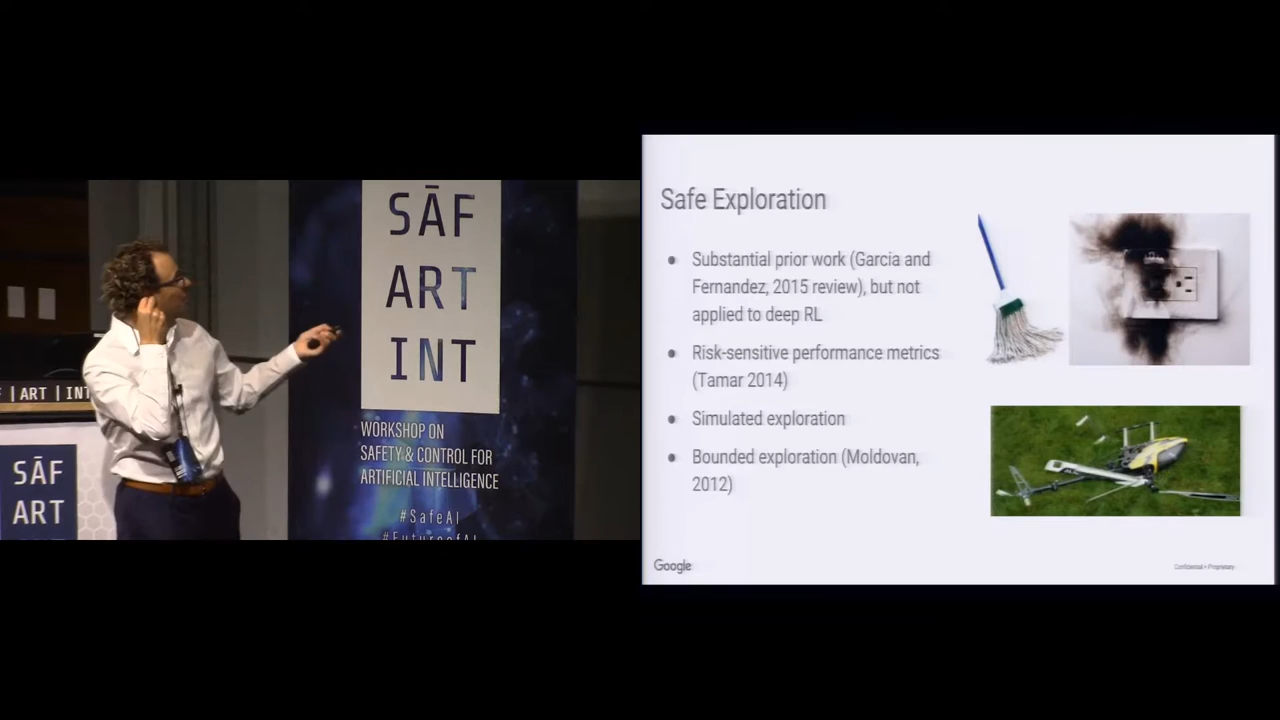 SĀF
ART
INT
WORKSHOP ON
SAFETY & CONTROL FOR
ARTIFICIAL INTELLIGENCE
#SafeAI
#FutureofAI
| ART | INT
SĀF
ART
Safe Exploration
• Substantial prior work (Garcia and
Fernandez, 2015 review), but not
applied to deep RL
• Risk-sensitive performance metrics
(Tamar 2014)
• Simulated exploration
• Bounded exploration (Moldovan,
2012)
Google
Confidential + Proprietary